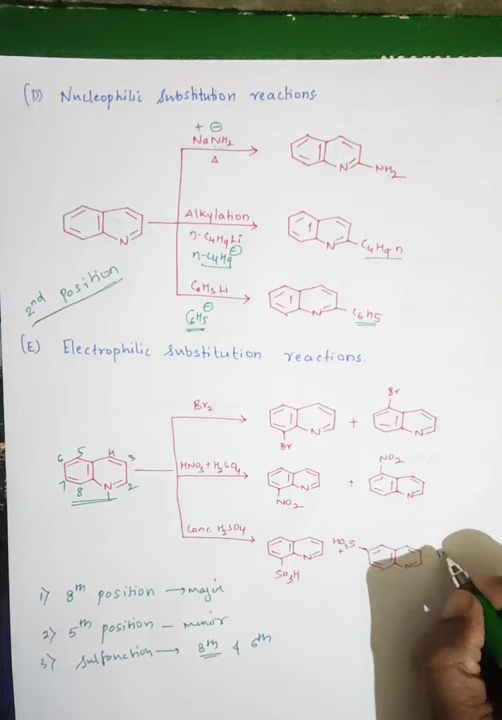 (D) Nucleophilic Substitution reactions.
+ ⊖
NaNH2
Δ
N
NH2
Alkylation
n-C4H9Li
n-C4H9⊖
N
C4H9 n
N
2nd position
C6H5Li
C6H5⊖
N
C6H5
(E) Electrophilic Substitution reactions.
Br2
Br
N
+
Br
N
5 4
6 3
7 2
8 N
1
HNO3+H2SO4
N
NO2
+
NO2
N
Conc. H2SO4
N
SO3H
+
HO3S
N
1) 8th position → major
2) 5th position - minor
3) Sulfonction → 8th & 6th